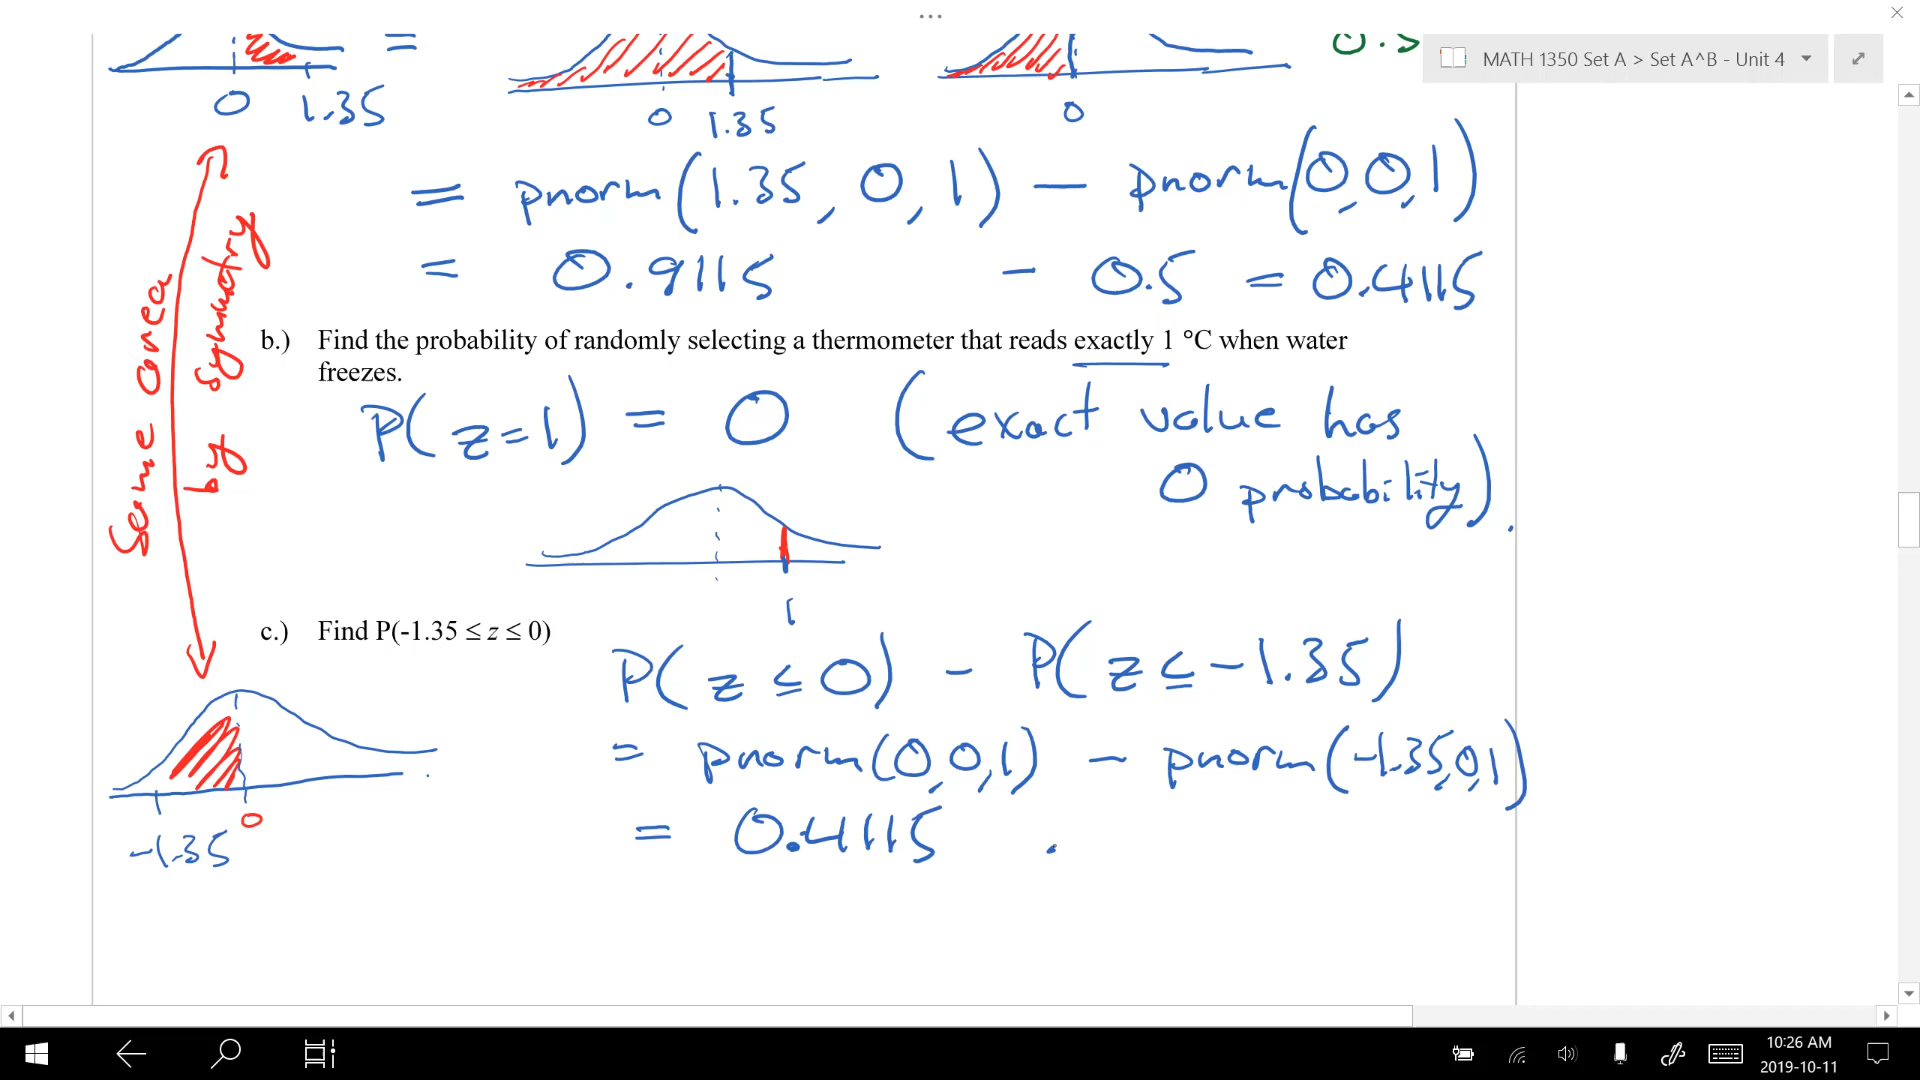 MATH 1350 Set A > Set A^B - Unit 4
=
0 1.35
0 1.35
0
= pnorm(1.35, 0, 1) - pnorm(0,0,1)
= 0.9115 - 0.5 = 0.4115
b.) Find the probability of randomly selecting a thermometer that reads exactly 1 °C when water
freezes.
P(z=1) = 0 (exact value has
0 probability).
1
Same area
by symmetry
c.) Find P(-1.35 ≤ z ≤ 0)
P(z ≤ 0) - P(z ≤ -1.35)
= pnorm(0,0,1) - pnorm(-1.35,0,1)
= 0.4115 .
-1.35 0
10:26 AM
2019-10-11